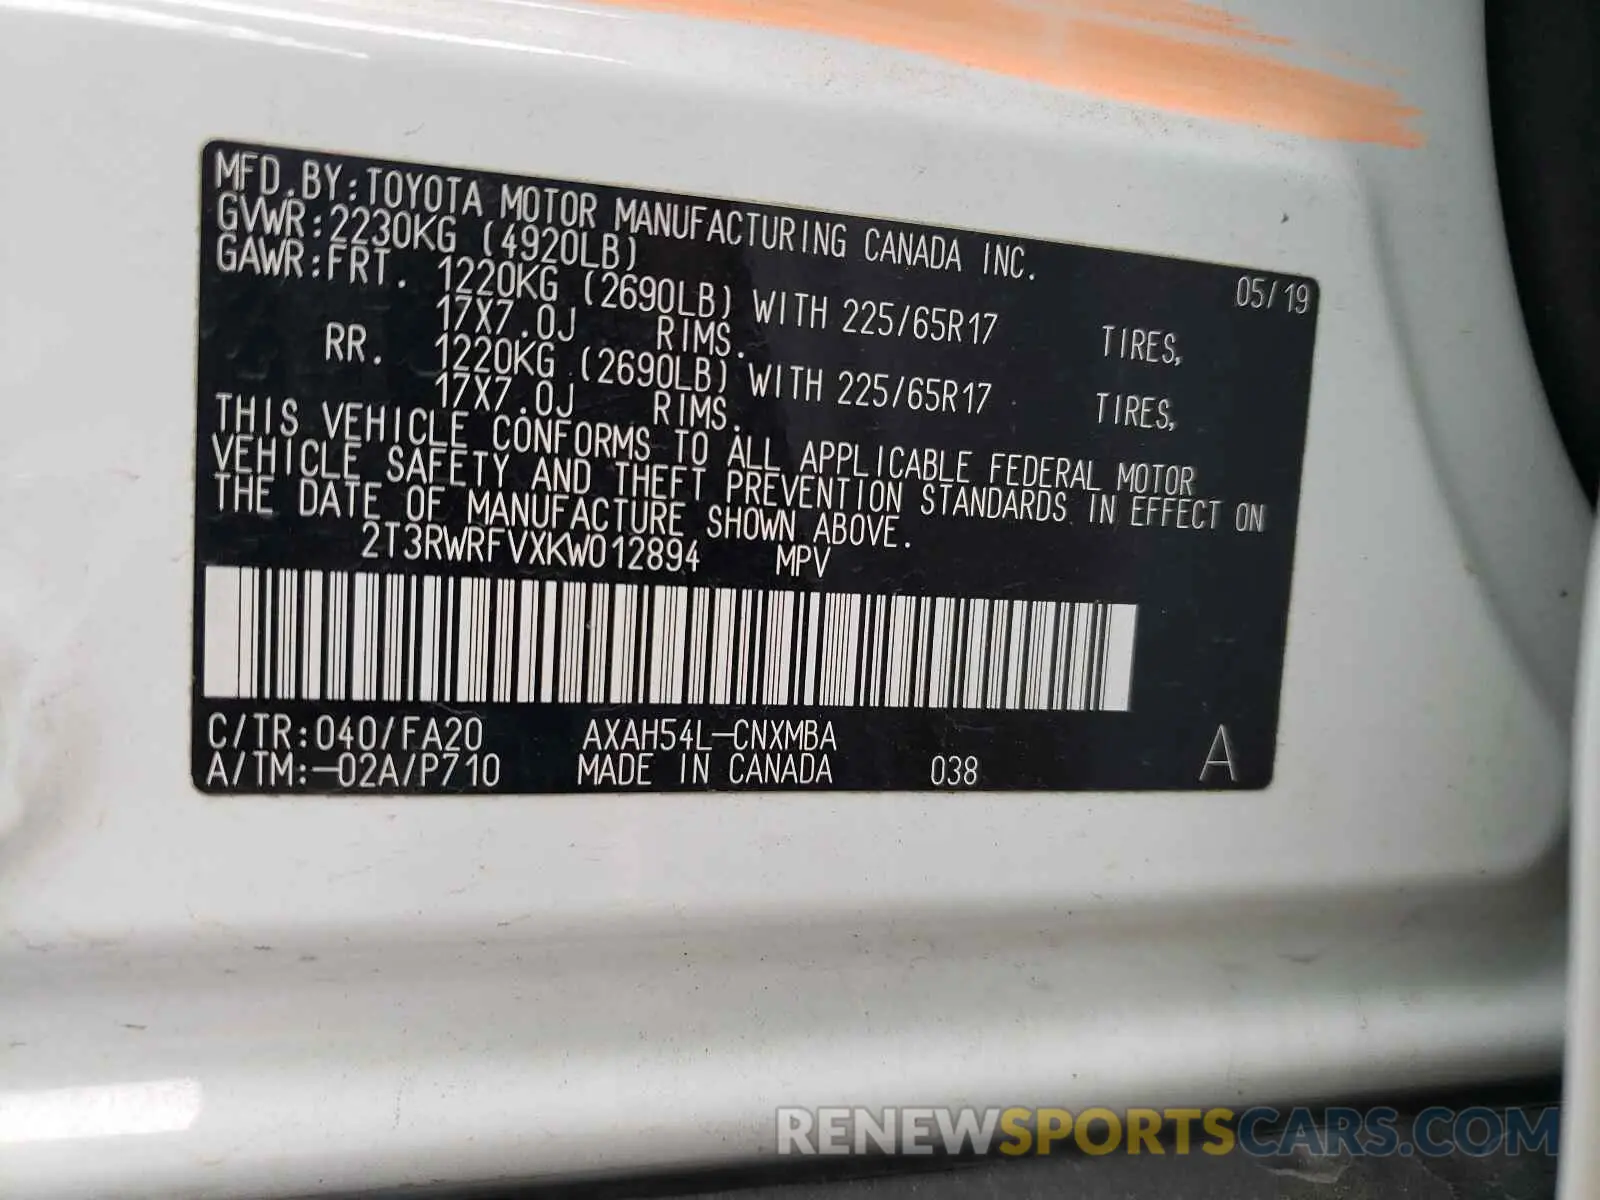 MFD.BY:TOYOTA MOTOR MANUFACTURING CANADA INC.
GVWR:2230KG (4920LB) 05/19
GAWR:FRT. 1220KG (2690LB) WITH 225/65R17 TIRES,
17X7.0J RIMS.
RR. 1220KG (2690LB) WITH 225/65R17 TIRES,
17X7.0J RIMS.
THIS VEHICLE CONFORMS TO ALL APPLICABLE FEDERAL MOTOR
VEHICLE SAFETY AND THEFT PREVENTION STANDARDS IN EFFECT ON
THE DATE OF MANUFACTURE SHOWN ABOVE.
2T3RWRFVXKW012894 MPV
C/TR:040/FA20 AXAH54L-CNXMBA
A/TM:-02A/P710 MADE IN CANADA 038 A
RENEWSPORTSCARS.COM